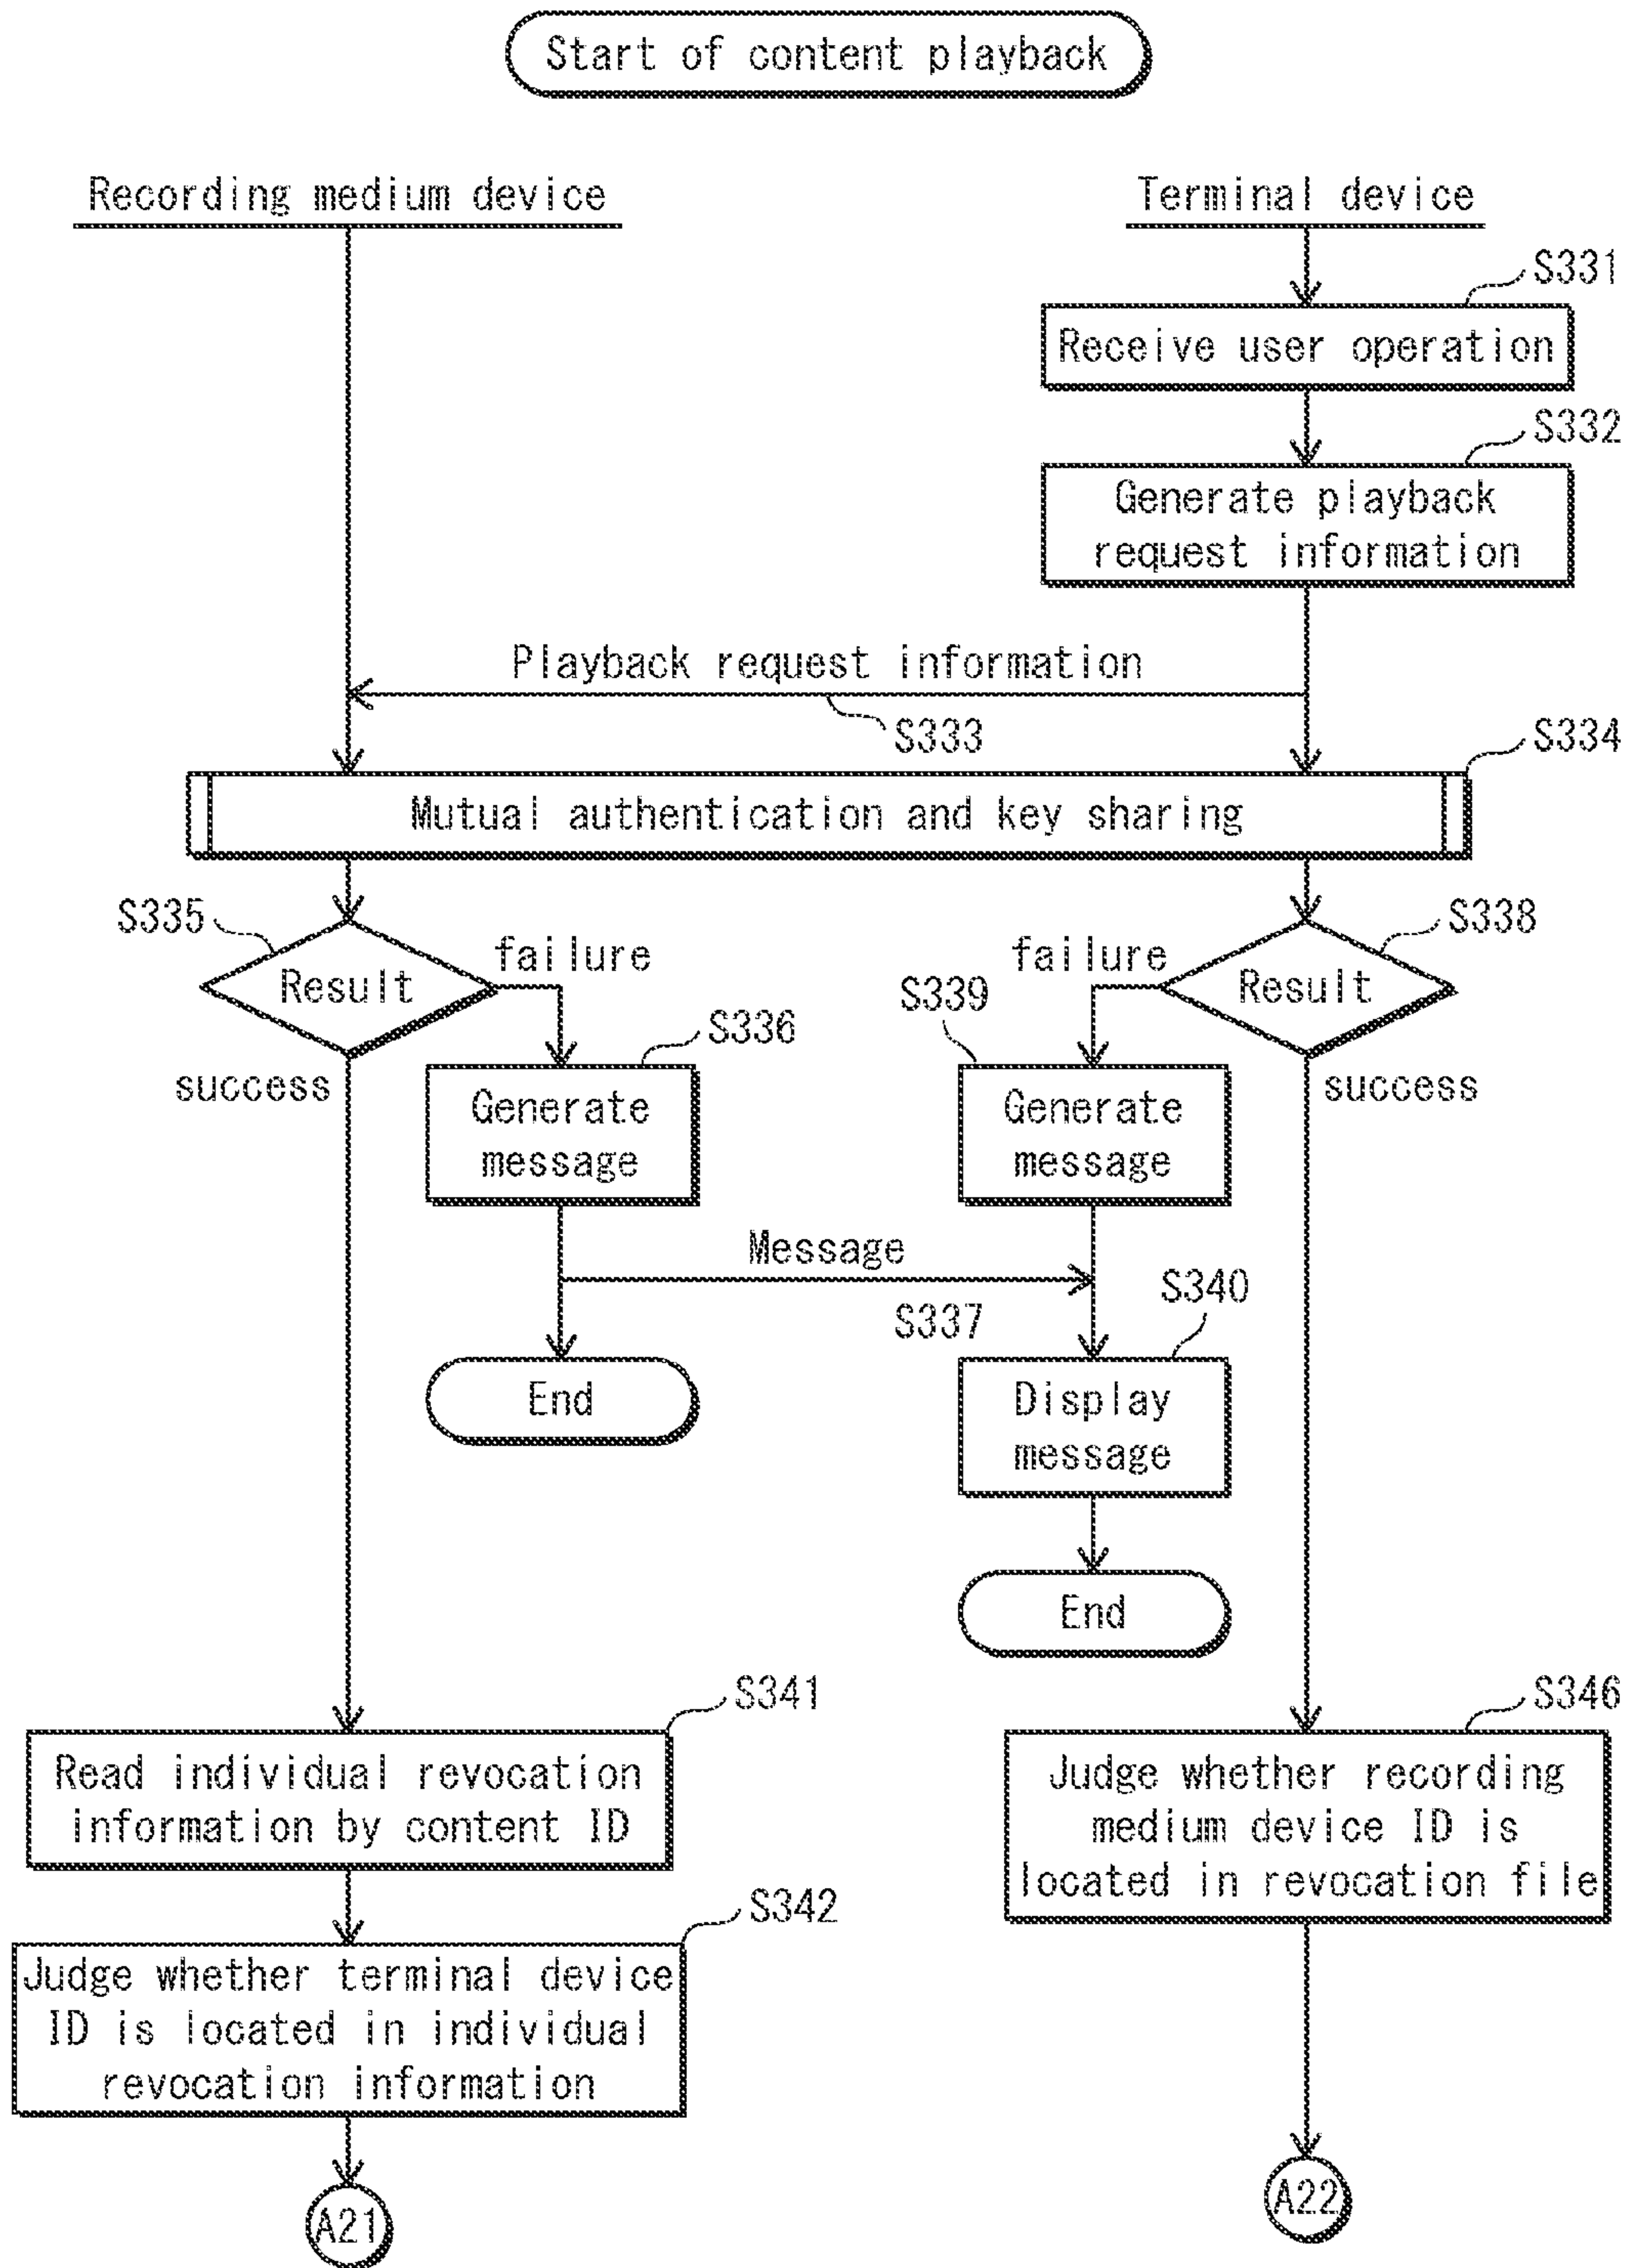 Start of content playback
Recording medium device
Terminal device
S331
Receive user operation
S332
Generate playback
request information
Playback request information
S333
S334
Mutual authentication and key sharing
S335
Result
failure
success
S338
Result
failure
success
S336
Generate
message
S339
Generate
message
Message
S337
S340
End
Display
message
End
S341
Read individual revocation
information by content ID
S346
Judge whether recording
medium device ID is
located in revocation file
S342
Judge whether terminal device
ID is located in individual
revocation information
A21
A22